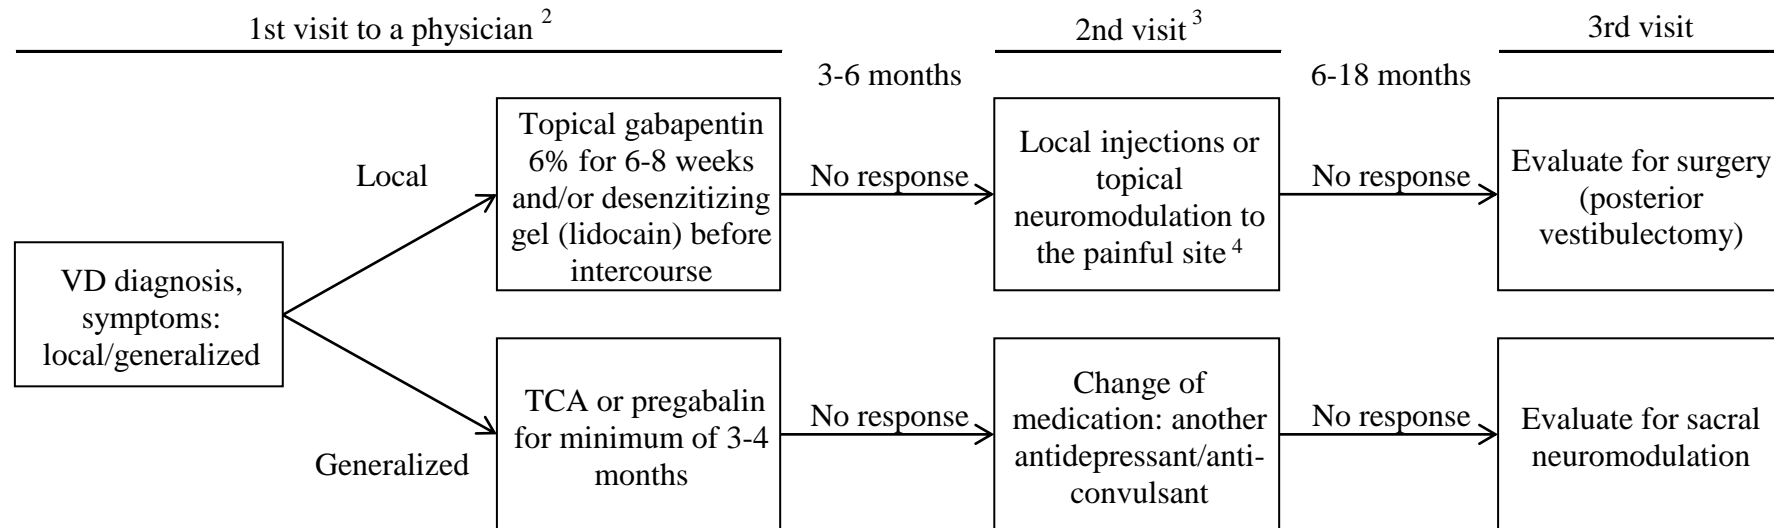 1st visit to a physician 2
2nd visit 3
3rd visit
3-6 months
6-18 months
Local
Topical gabapentin
6% for 6-8 weeks
and/or desenzitizing
gel (lidocain) before
intercourse
No response
Local injections or
topical
neuromodulation to
the painful site 4
No response
Evaluate for surgery
(posterior
vestibulectomy)
VD diagnosis,
symptoms:
local/generalized
Generalized
TCA or pregabalin
for minimum of 3-4
months
No response
Change of
medication: another
antidepressant/anti-
convulsant
No response
Evaluate for sacral
neuromodulation